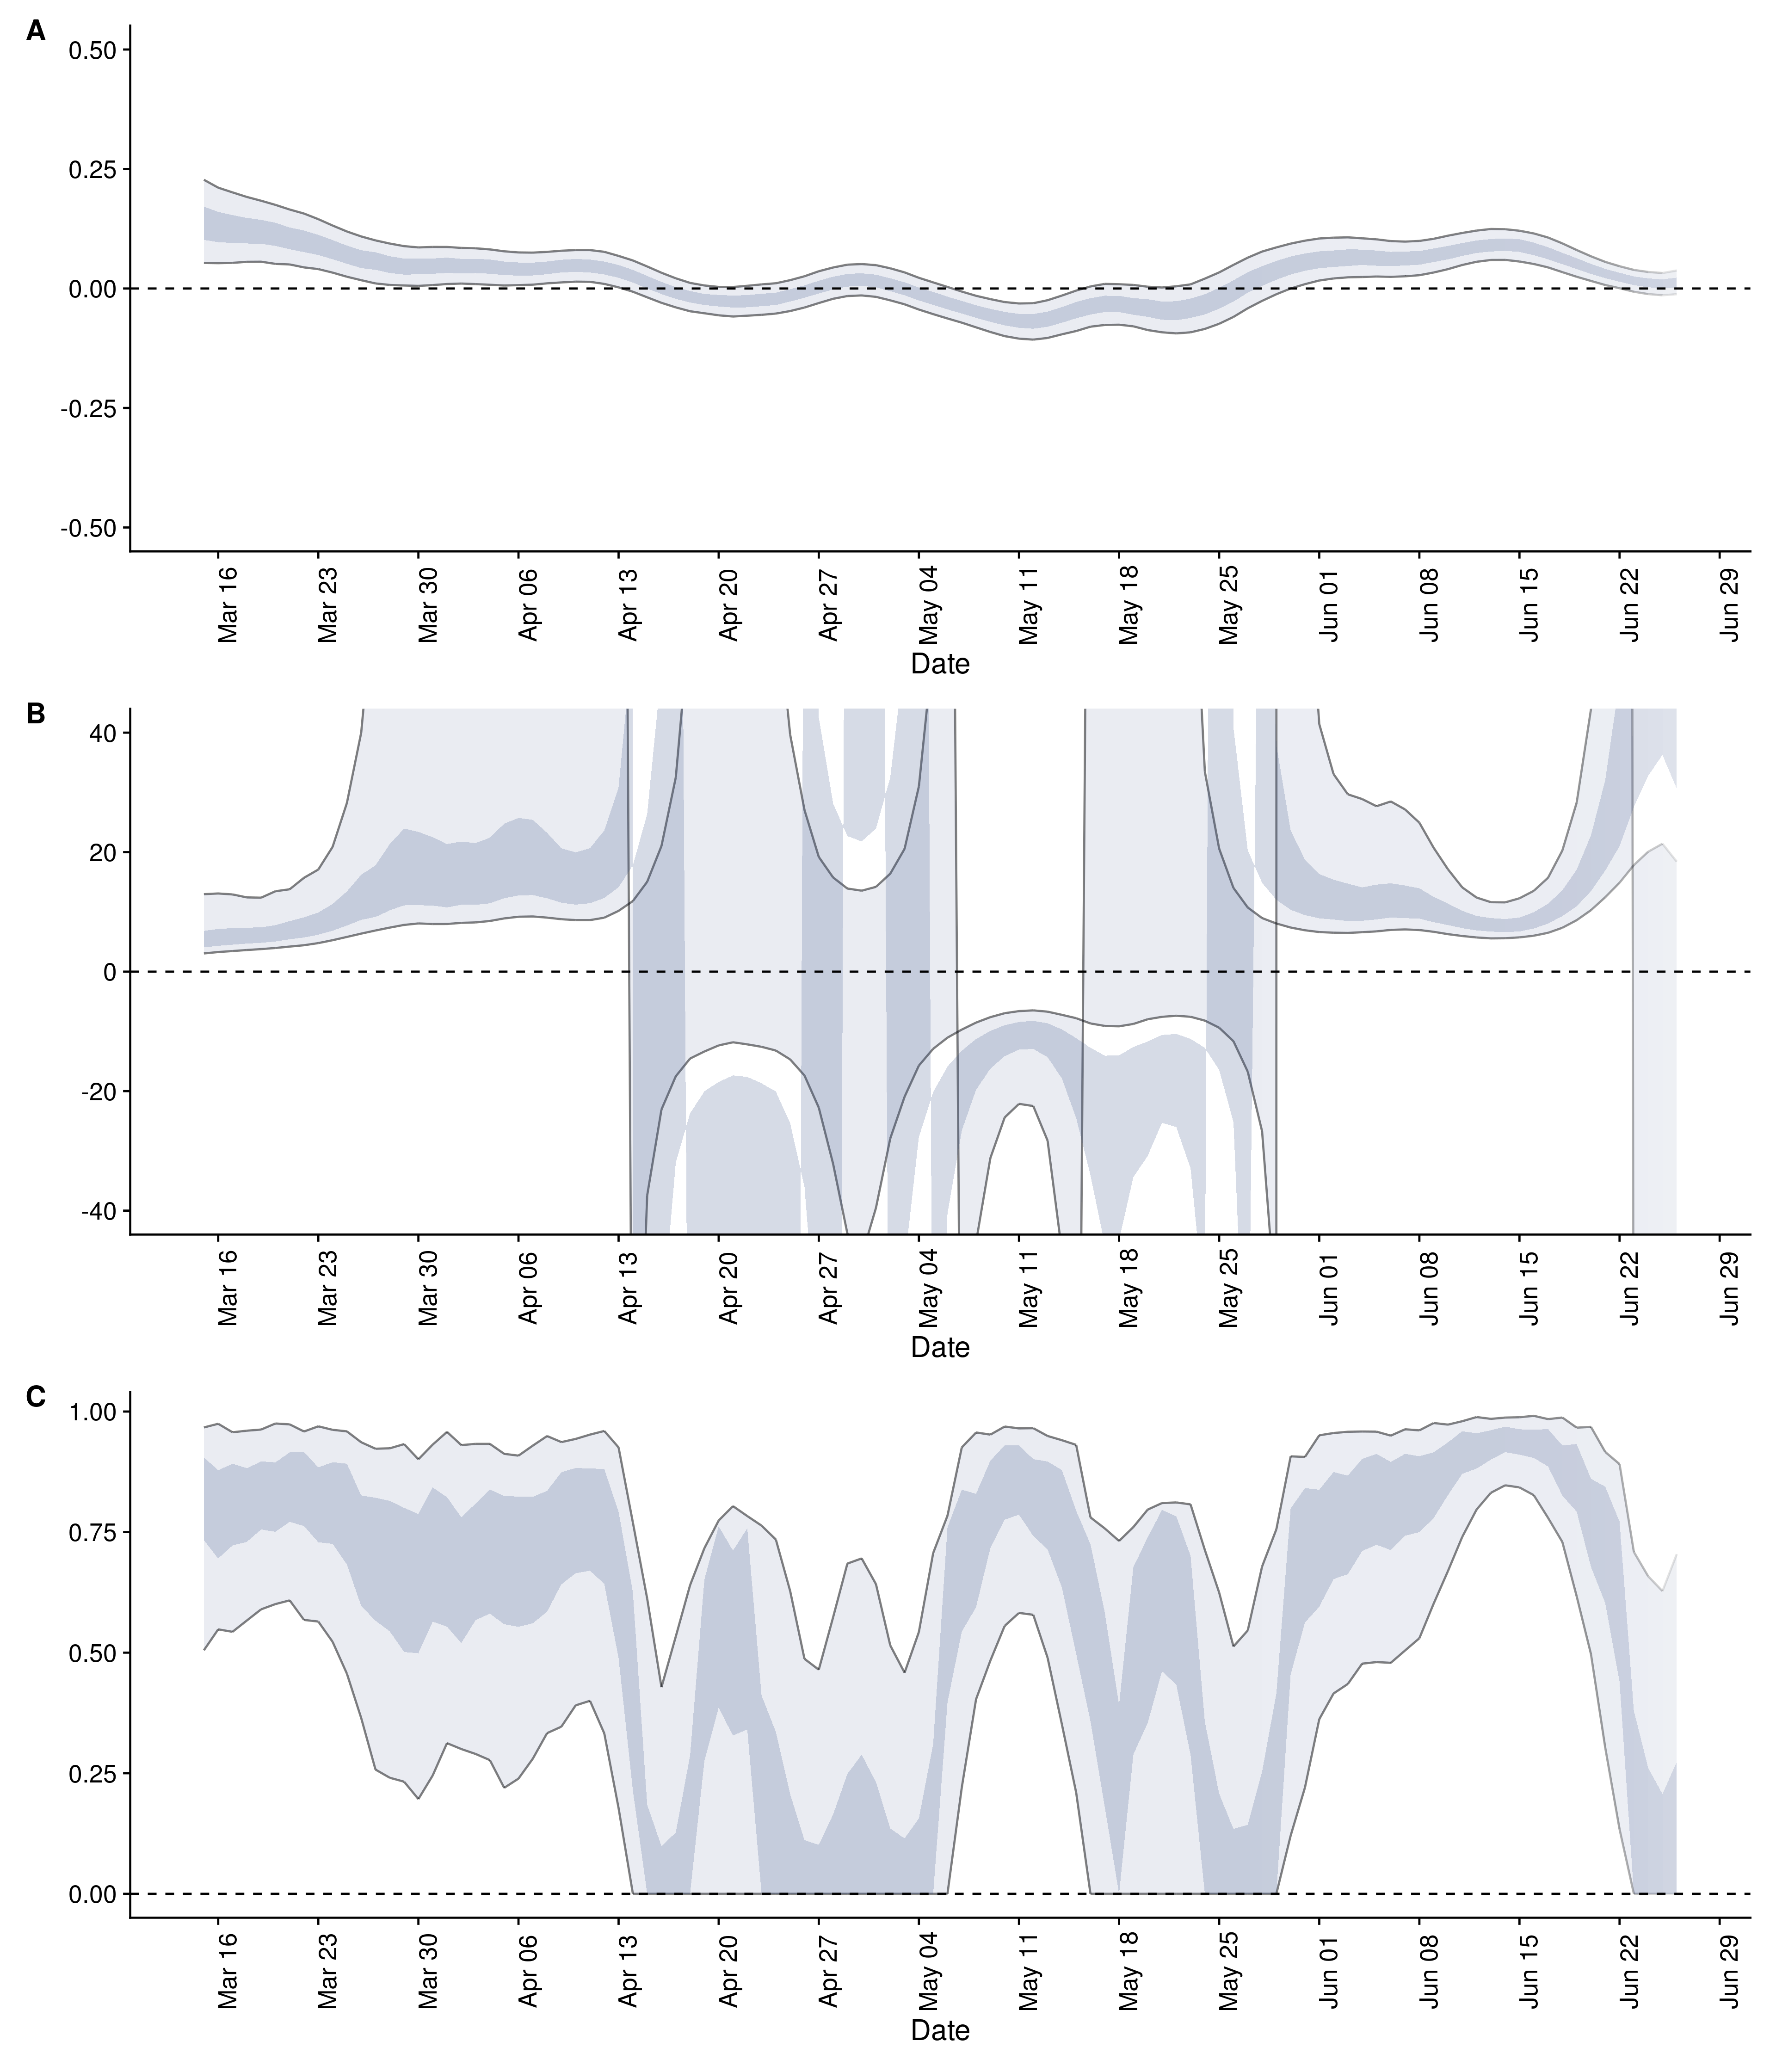 A
0.50
0.25
0.00
-0.25
-0.50
Mar 16
Mar 23
Mar 30
Apr 06
Apr 13
Apr 20
Apr 27
May 04
May 11
May 18
May 25
Jun 01
Jun 08
Jun 15
Jun 22
Jun 29
Date
B
40
20
0
-20
-40
Mar 16
Mar 23
Mar 30
Apr 06
Apr 13
Apr 20
Apr 27
May 04
May 11
May 18
May 25
Jun 01
Jun 08
Jun 15
Jun 22
Jun 29
Date
C
1.00
0.75
0.50
0.25
0.00
Mar 16
Mar 23
Mar 30
Apr 06
Apr 13
Apr 20
Apr 27
May 04
May 11
May 18
May 25
Jun 01
Jun 08
Jun 15
Jun 22
Jun 29
Date